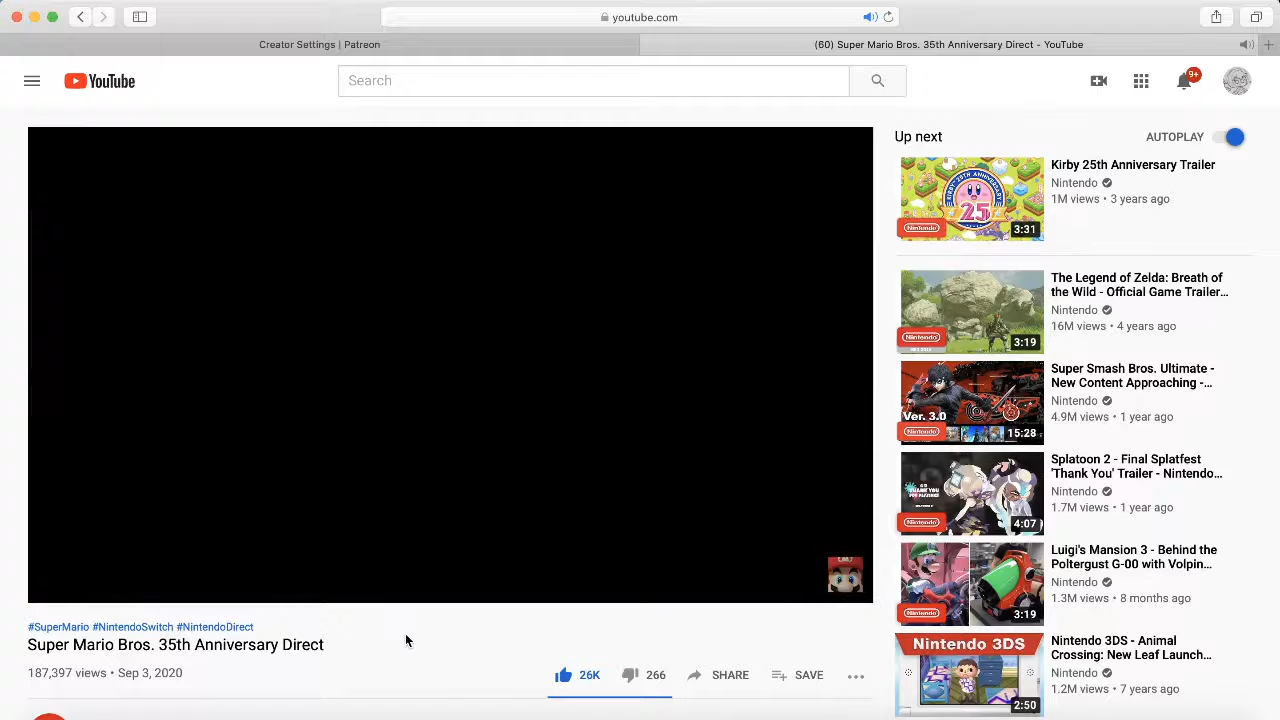 youtube.com
Creator Settings | Patreon
(60) Super Mario Bros. 35th Anniversary Direct - YouTube
YouTube
Search
9+
Up next
AUTOPLAY
Kirby 25th Anniversary Trailer
Nintendo
1M views • 3 years ago
25
Nintendo
3:31
The Legend of Zelda: Breath of
the Wild - Official Game Trailer...
Nintendo
16M views • 4 years ago
Nintendo
3:19
Super Smash Bros. Ultimate -
New Content Approaching -...
Nintendo
4.9M views • 1 year ago
Ver. 3.0
Nintendo
15:28
Splatoon 2 - Final Splatfest
'Thank You' Trailer - Nintendo...
Nintendo
1.7M views • 1 year ago
Nintendo
4:07
Luigi's Mansion 3 - Behind the
Poltergust G-00 with Volpin...
Nintendo
1.3M views • 8 months ago
Nintendo
3:19
Nintendo 3DS
Nintendo 3DS - Animal
Crossing: New Leaf Launch...
Nintendo
1.2M views • 7 years ago
2:50
#SuperMario #NintendoSwitch #NintendoDirect
Super Mario Bros. 35th Anniversary Direct
187,397 views • Sep 3, 2020
26K
266
SHARE
SAVE